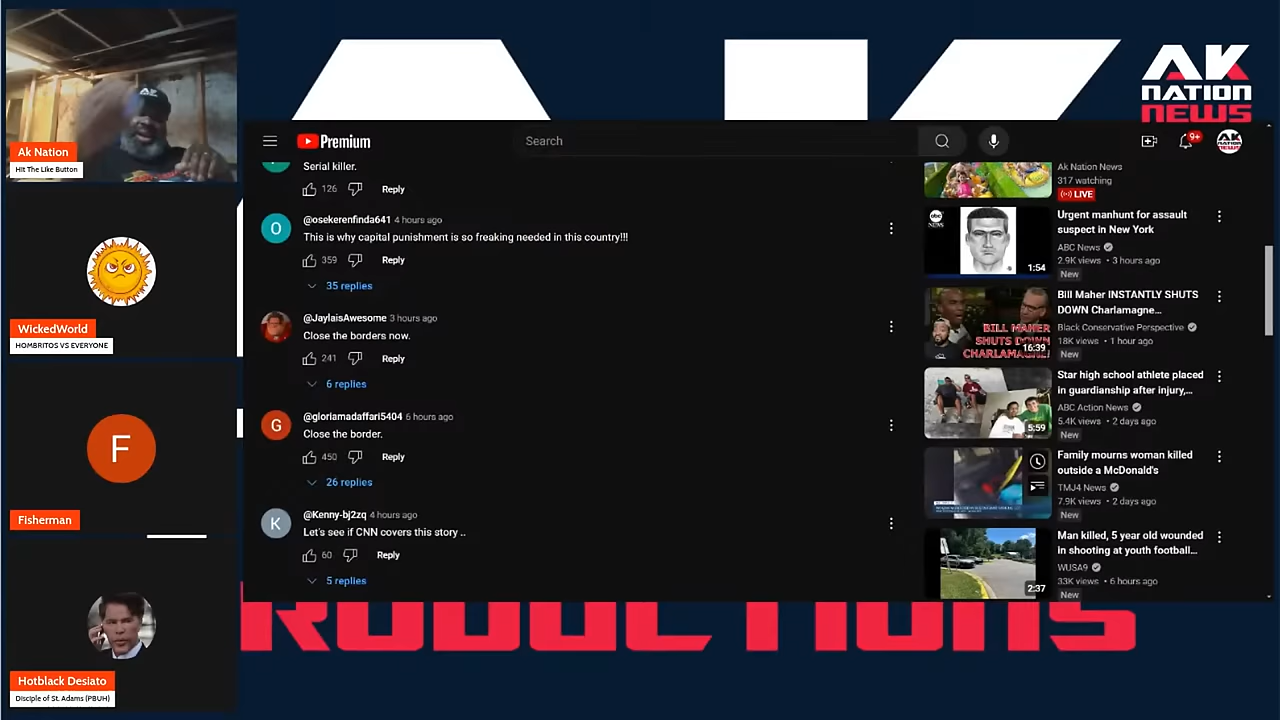 Ak Nation
Hit The Like Button
WickedWorld
HOMBRITOS VS EVERYONE
F
Fisherman
Hotblack Desiato
Disciple of St. Adams (PBUH)
AK
NATION
NEWS
Premium
Search
9+
Serial killer.
126
Reply
O
@osekerenfinda641 4 hours ago
This is why capital punishment is so freaking needed in this country!!!
359
Reply
35 replies
@JaylaisAwesome 3 hours ago
Close the borders now.
241
Reply
6 replies
G
@gloriamadaffari5404 6 hours ago
Close the border.
450
Reply
26 replies
K
@Kenny-bj2zq 4 hours ago
Let's see if CNN covers this story ..
60
Reply
5 replies
Ak Nation News
317 watching
LIVE
abc
NEWS
1:54
Urgent manhunt for assault
suspect in New York
ABC News
2.9K views • 3 hours ago
New
BILL MAHER
SHUTS DOWN
CHARLAMAGNE!
16:39
Bill Maher INSTANTLY SHUTS
DOWN Charlamagne...
Black Conservative Perspective
18K views • 1 hour ago
New
5:59
Star high school athlete placed
in guardianship after injury,...
ABC Action News
5.4K views • 2 days ago
New
Family mourns woman killed
outside a McDonald's
TMJ4 News
7.9K views • 2 days ago
New
2:37
Man killed, 5 year old wounded
in shooting at youth football...
WUSA9
33K views • 6 hours ago
New